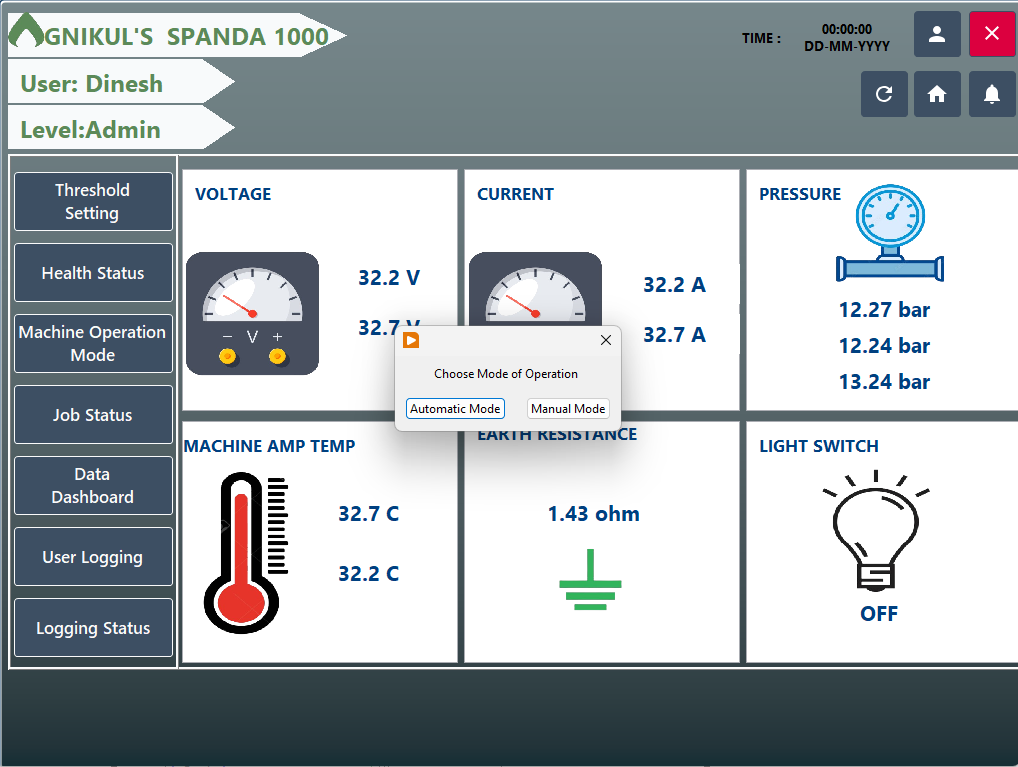 GNIKUL'S SPANDA 1000
TIME :
00:00:00
DD-MM-YYYY
User: Dinesh
Level:Admin
Threshold
Setting
Health Status
Machine Operation
Mode
Job Status
Data
Dashboard
User Logging
Logging Status
VOLTAGE
32.2 V
32.7 V
− V +
CURRENT
32.2 A
32.7 A
PRESSURE
12.27 bar
12.24 bar
13.24 bar
Choose Mode of Operation
Automatic Mode
Manual Mode
MACHINE AMP TEMP
32.7 C
32.2 C
EARTH RESISTANCE
1.43 ohm
LIGHT SWITCH
OFF